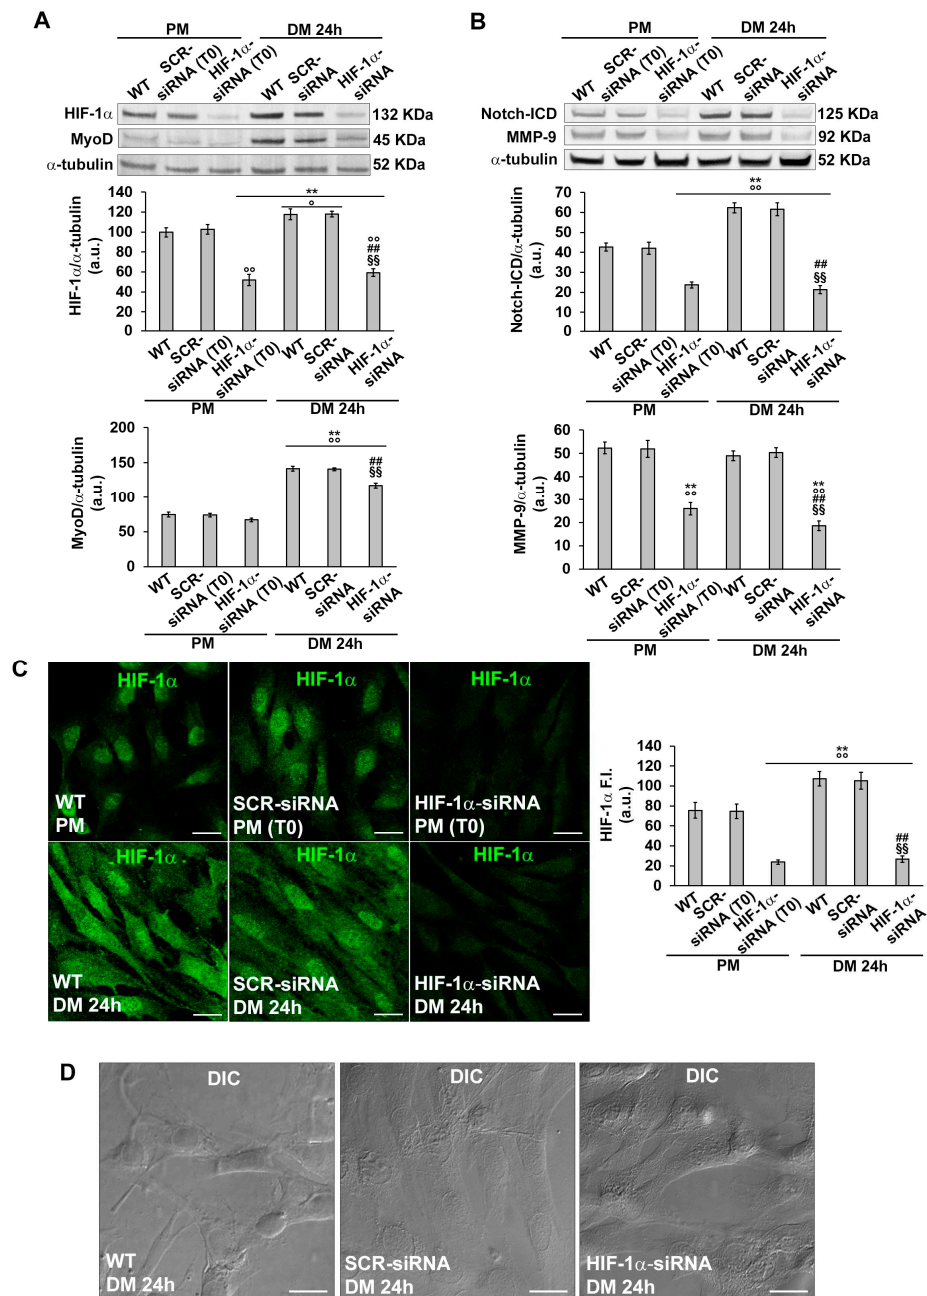 A
PM
DM 24h
WT
SCR-
siRNA (T0)
HIF-1α-
siRNA (T0)
WT
SCR-
siRNA
HIF-1α-
siRNA
HIF-1α
132 KDa
MyoD
45 KDa
α-tubulin
52 KDa
HIF-1α/α-tubulin
(a.u.)
140
120
100
80
60
40
20
0
**
°
°°
°°
##
§§
WT
SCR-
siRNA (T0)
HIF-1α-
siRNA (T0)
WT
SCR-
siRNA
HIF-1α-
siRNA
PM
DM 24h
MyoD/α-tubulin
(a.u.)
200
150
100
50
0
**
°°
##
§§
WT
SCR-
siRNA (T0)
HIF-1α-
siRNA (T0)
WT
SCR-
siRNA
HIF-1α-
siRNA
PM
DM 24h
B
PM
DM 24h
WT
SCR-
siRNA (T0)
HIF-1α-
siRNA (T0)
WT
SCR-
siRNA
HIF-1α-
siRNA
Notch-ICD
125 KDa
MMP-9
92 KDa
α-tubulin
52 KDa
Notch-ICD/α-tubulin
(a.u.)
70
60
50
40
30
20
10
0
**
°°
##
§§
WT
SCR-
siRNA (T0)
HIF-1α-
siRNA (T0)
WT
SCR-
siRNA
HIF-1α-
siRNA
PM
DM 24h
MMP-9/α-tubulin
(a.u.)
60
50
40
30
20
10
0
**
°°
**
°°
##
§§
WT
SCR-
siRNA (T0)
HIF-1α-
siRNA /T0)
WT
SCR-
siRNA
HIF-1α-
siRNA
PM
DM 24h
C
HIF-1α
WT
PM
HIF-1α
SCR-siRNA
PM (T0)
HIF-1α
HIF-1α-siRNA
PM (T0)
HIF-1α
WT
DM 24h
HIF-1α
SCR-siRNA
DM 24h
HIF-1α
HIF-1α-siRNA
DM 24h
HIF-1α F.I.
(a.u.)
140
120
100
80
60
40
20
0
**
°°
##
§§
WT
SCR-
siRNA (T0)
HIF-1α-
siRNA (T0)
WT
SCR-
siRNA
HIF-1α-
siRNA
PM
DM 24h
D
DIC
WT
DM 24h
DIC
SCR-siRNA
DM 24h
DIC
HIF-1α-siRNA
DM 24h